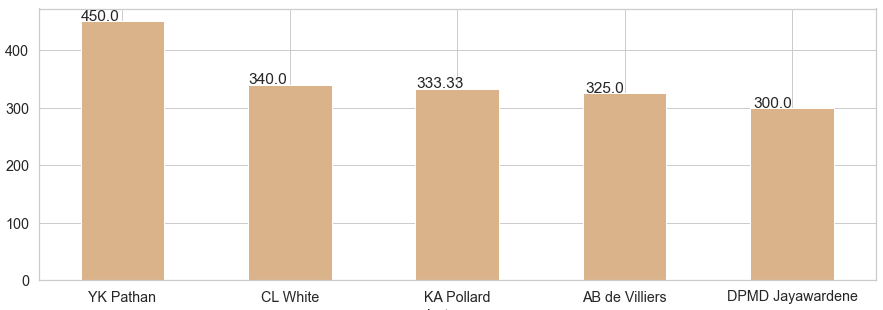 450.0
340.0
333.33
325.0
300.0
400
300
200
100
0
YK Pathan
CL White
KA Pollard
AB de Villiers
DPMD Jayawardene